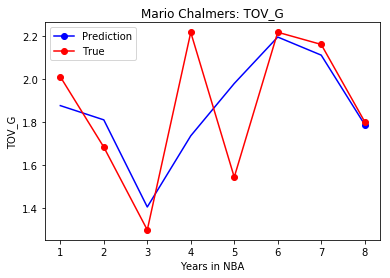 Mario Chalmers: TOV_G
Prediction
True
2.2
2.0
1.8
1.6
1.4
TOV_G
1 2 3 4 5 6 7 8
Years in NBA